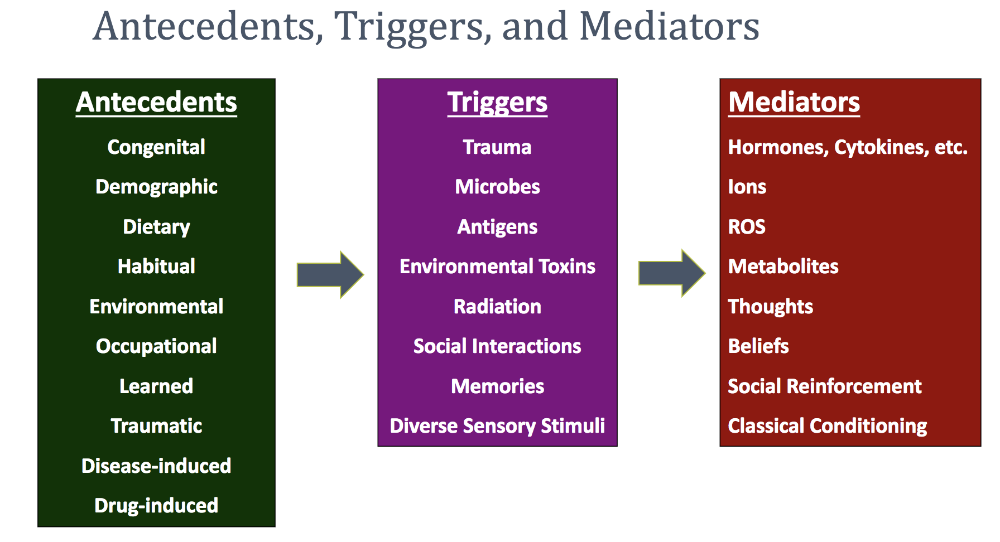 Antecedents, Triggers, and Mediators
Antecedents
Congenital
Demographic
Dietary
Habitual
Environmental
Occupational
Learned
Traumatic
Disease-induced
Drug-induced
Triggers
Trauma
Microbes
Antigens
Environmental Toxins
Radiation
Social Interactions
Memories
Diverse Sensory Stimuli
Mediators
Hormones, Cytokines, etc.
Ions
ROS
Metabolites
Thoughts
Beliefs
Social Reinforcement
Classical Conditioning